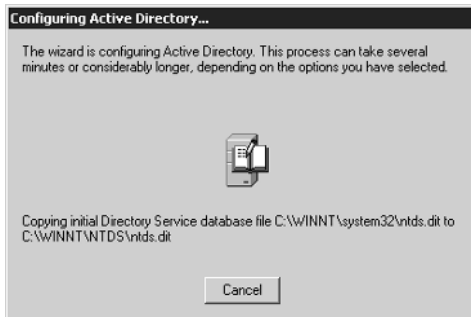 Configuring Active Directory...
The wizard is configuring Active Directory. This process can take several
minutes or considerably longer, depending on the options you have selected.
Copying initial Directory Service database file C:\WINNT\system32\ntds.dit to
C:\WINNT\NTDS\ntds.dit
Cancel